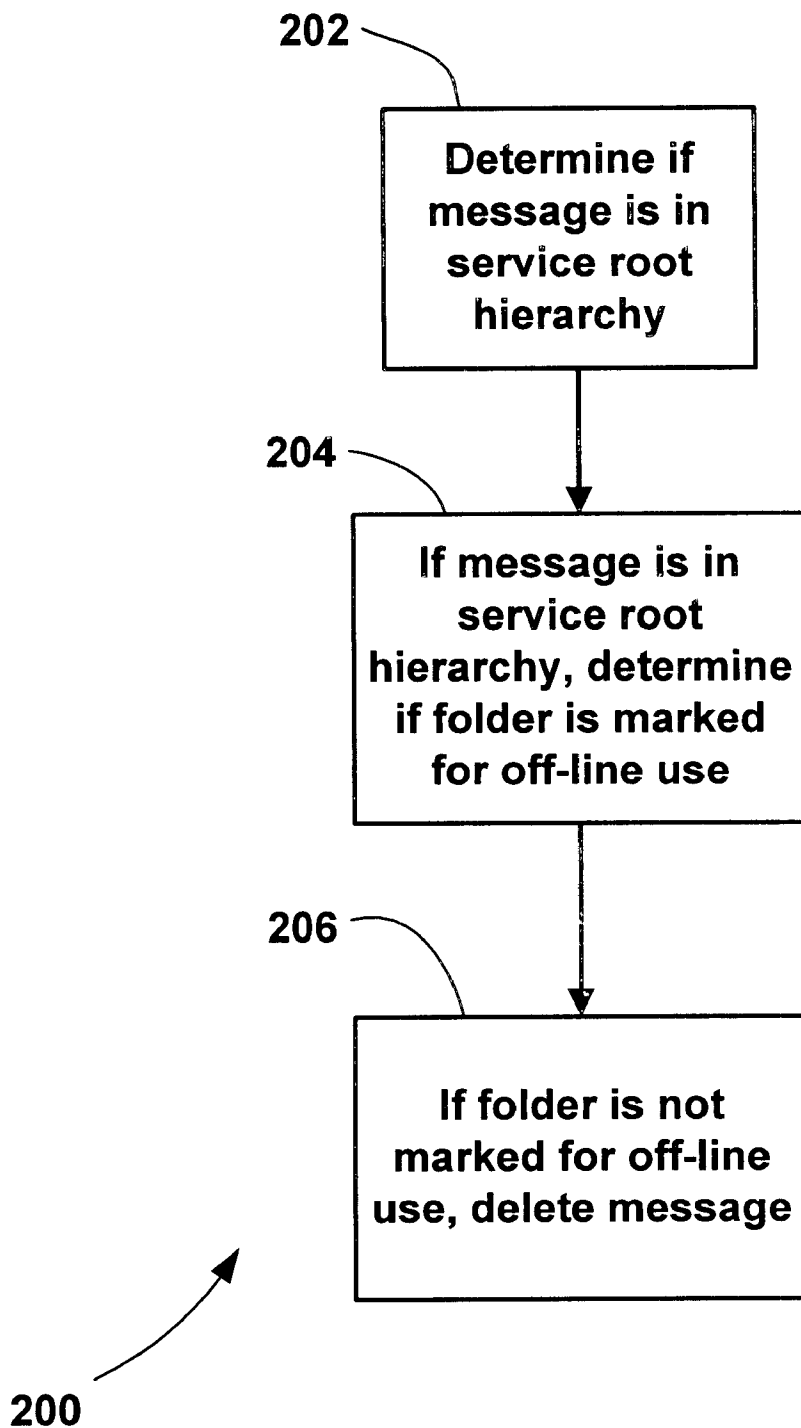 202
Determine if
message is in
service root
hierarchy
204
If message is in
service root
hierarchy, determine
if folder is marked
for off-line use
206
If folder is not
marked for off-line
use, delete message
200